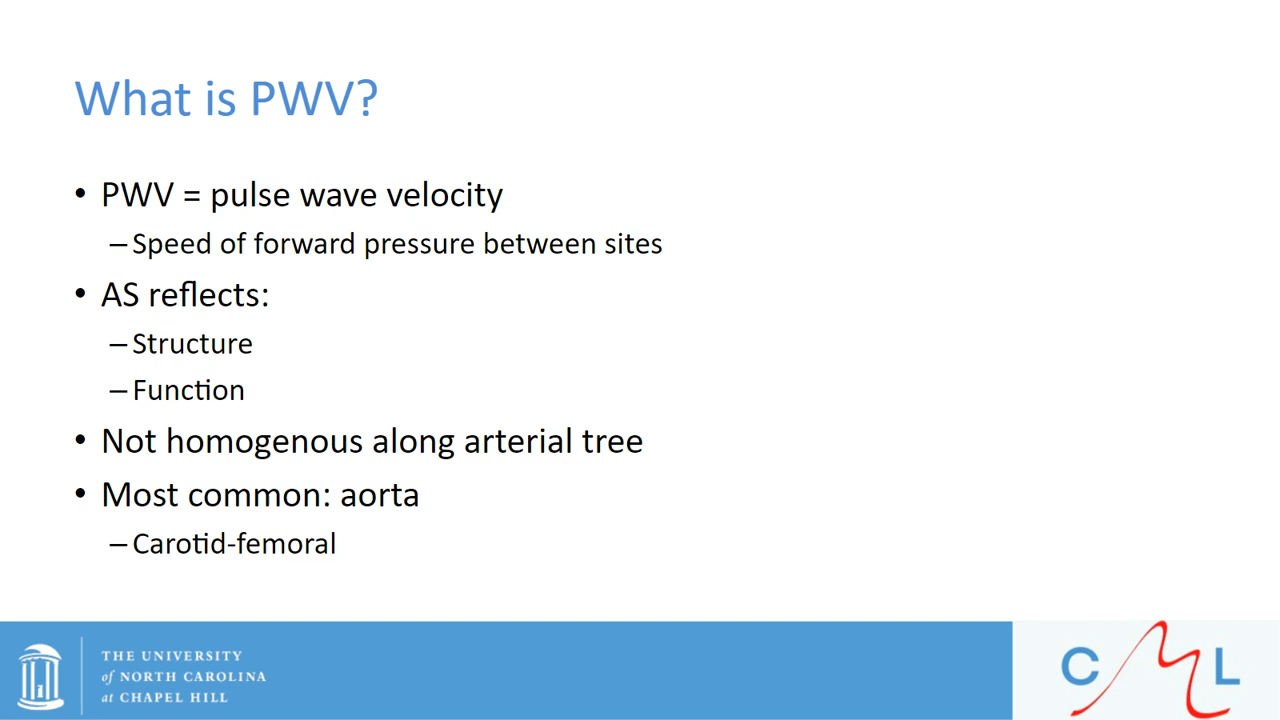 What is PWV?
• PWV = pulse wave velocity
– Speed of forward pressure between sites
• AS reflects:
– Structure
– Function
• Not homogenous along arterial tree
• Most common: aorta
– Carotid-femoral
THE UNIVERSITY
of NORTH CAROLINA
at CHAPEL HILL
CML